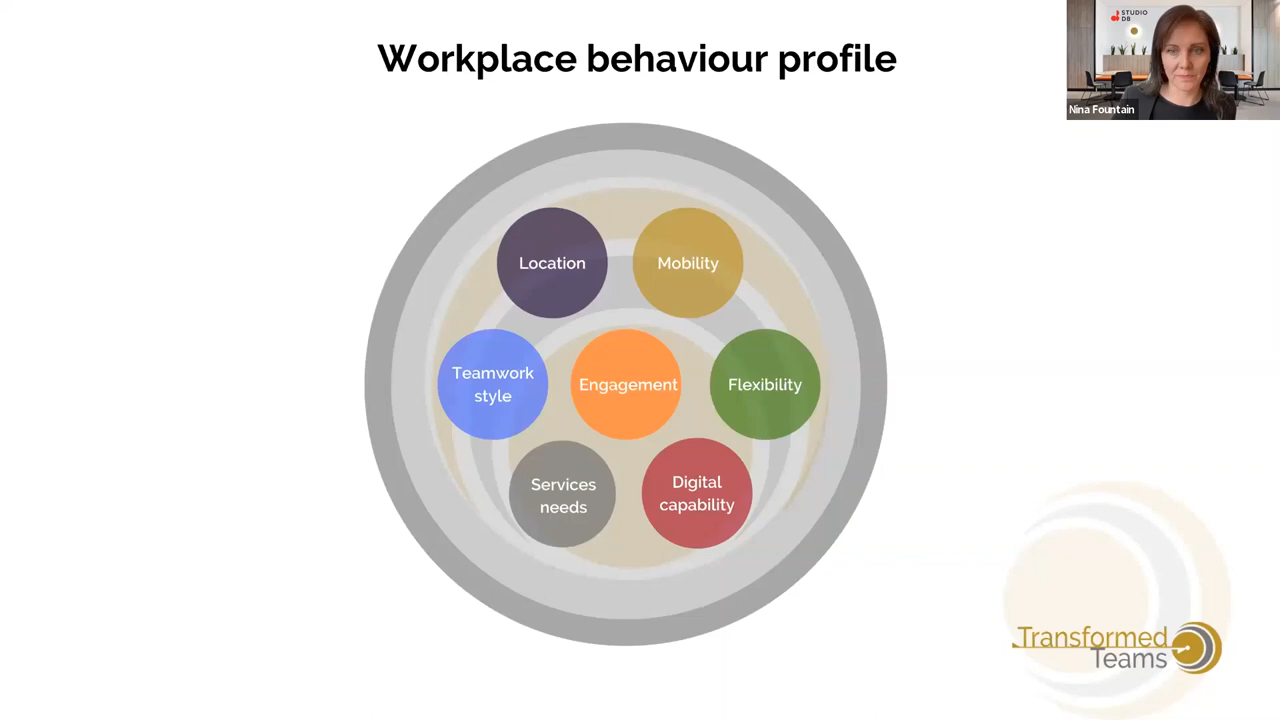 Workplace behaviour profile
STUDIO
DB
Nina Fountain
Location
Mobility
Teamwork
style
Engagement
Flexibility
Services
needs
Digital
capability
Transformed
Teams